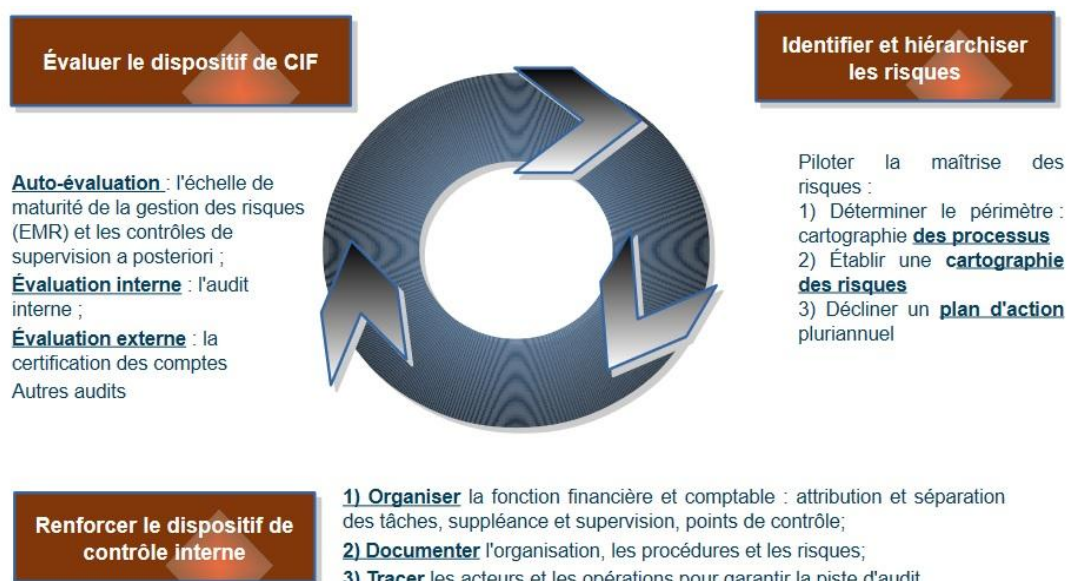 Évaluer le dispositif de CIF
Auto-évaluation : l'échelle de
maturité de la gestion des risques
(EMR) et les contrôles de
supervision a posteriori ;
Évaluation interne : l'audit
interne ;
Évaluation externe : la
certification des comptes
Autres audits
Identifier et hiérarchiser
les risques
Piloter la maîtrise des
risques :
1) Déterminer le périmètre :
cartographie des processus
2) Établir une cartographie
des risques
3) Décliner un plan d'action
pluriannuel
Renforcer le dispositif de
contrôle interne
1) Organiser la fonction financière et comptable : attribution et séparation
des tâches, suppléance et supervision, points de contrôle;
2) Documenter l'organisation, les procédures et les risques;
3) Tracer les acteurs et les opérations pour garantir la piste d'audit